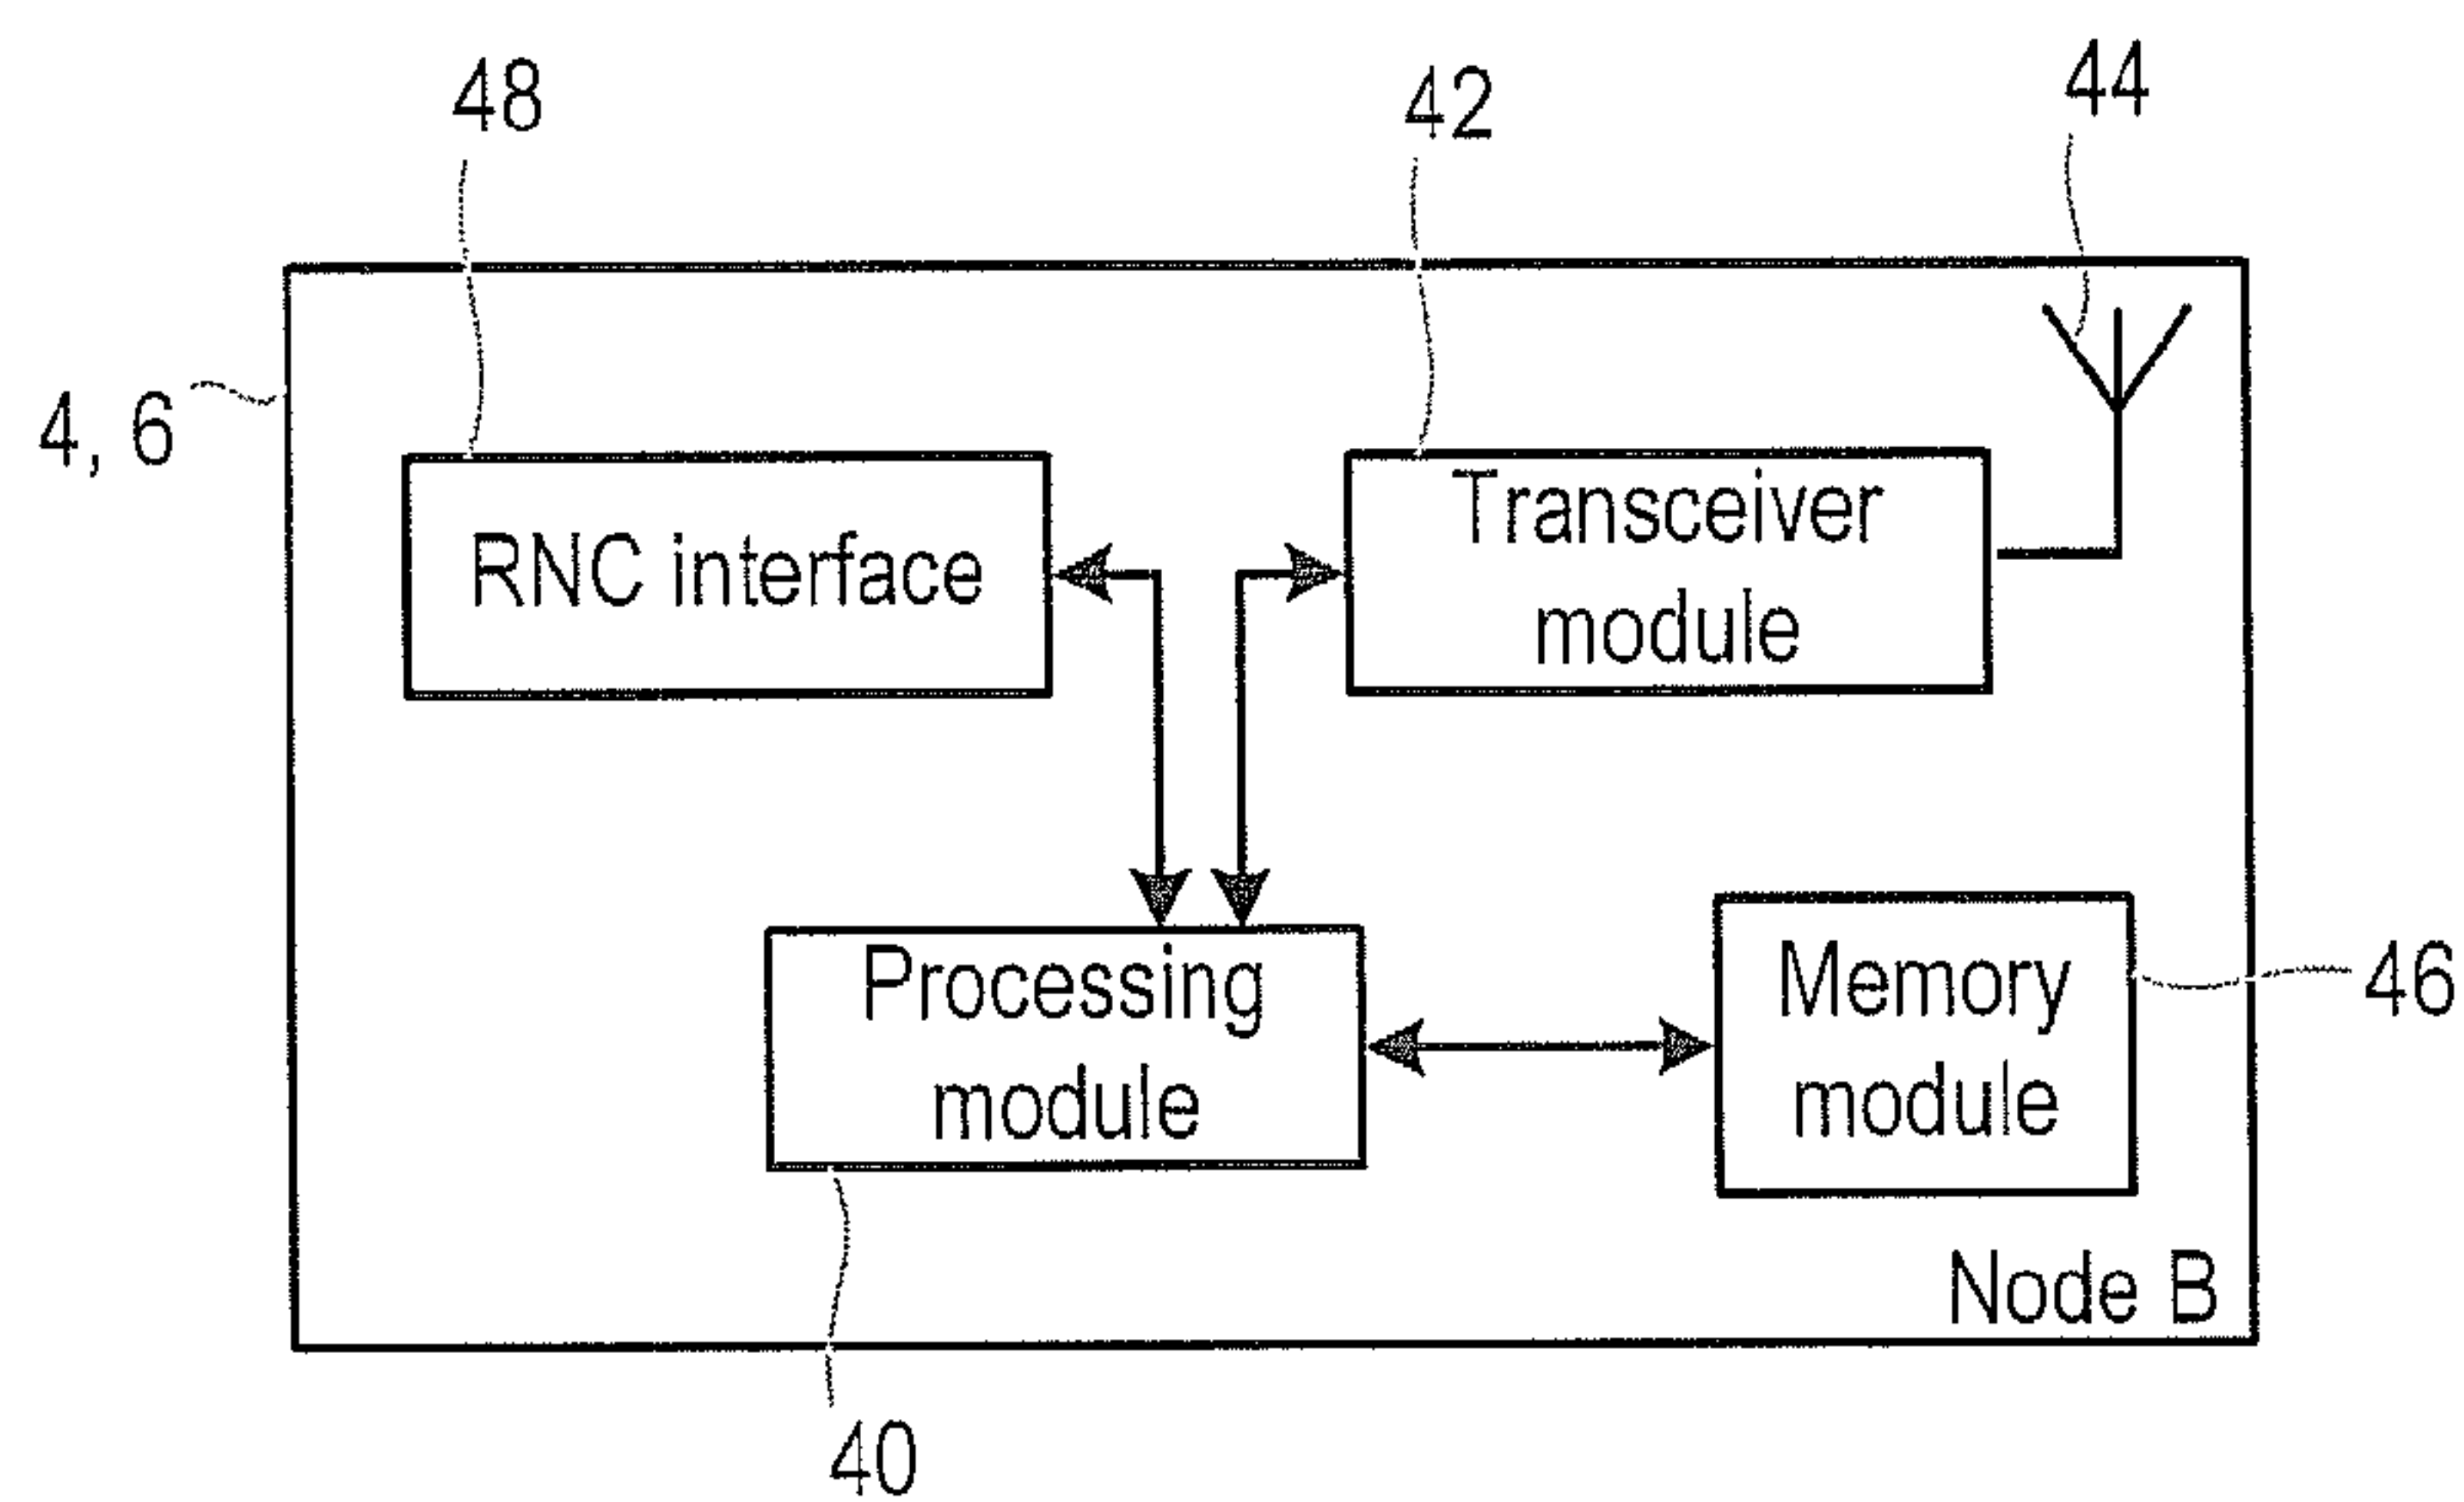 48
42
44
4, 6
RNC interface
Transceiver
module
Processing
module
Memory
module
46
Node B
40